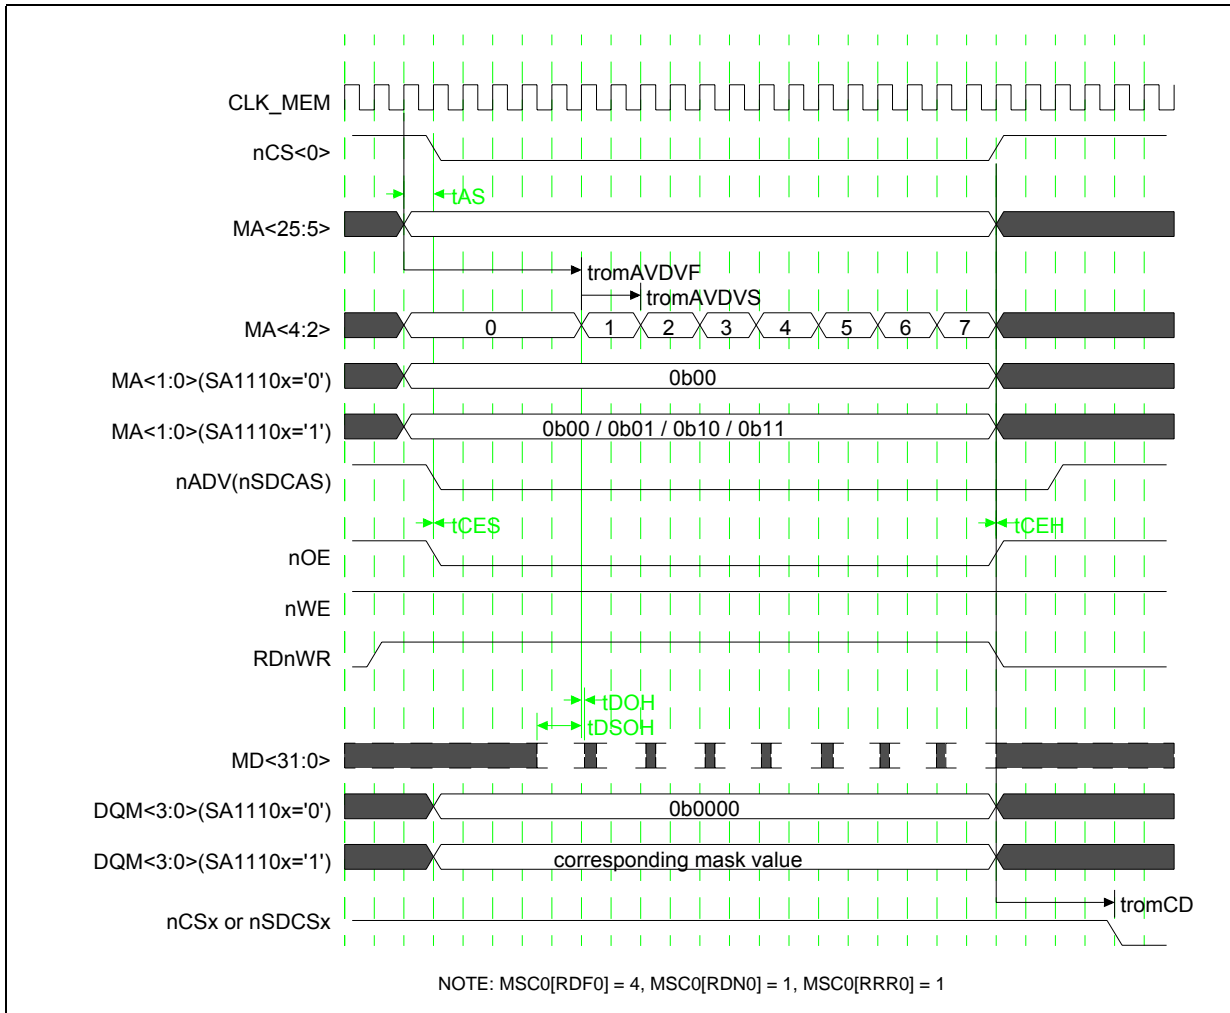 CLK_MEM
nCS<0>
tAS
MA<25:5>
tromAVDVF
tromAVDVS
MA<4:2>
0 1 2 3 4 5 6 7
MA<1:0>(SA1110x='0')
0b00
MA<1:0>(SA1110x='1')
0b00 / 0b01 / 0b10 / 0b11
nADV(nSDCAS)
tCES
tCEH
nOE
nWE
RDnWR
tDOH
tDSOH
MD<31:0>
DQM<3:0>(SA1110x='0')
0b0000
DQM<3:0>(SA1110x='1')
corresponding mask value
tromCD
nCSx or nSDCSx
NOTE: MSC0[RDF0] = 4, MSC0[RDN0] = 1, MSC0[RRR0] = 1